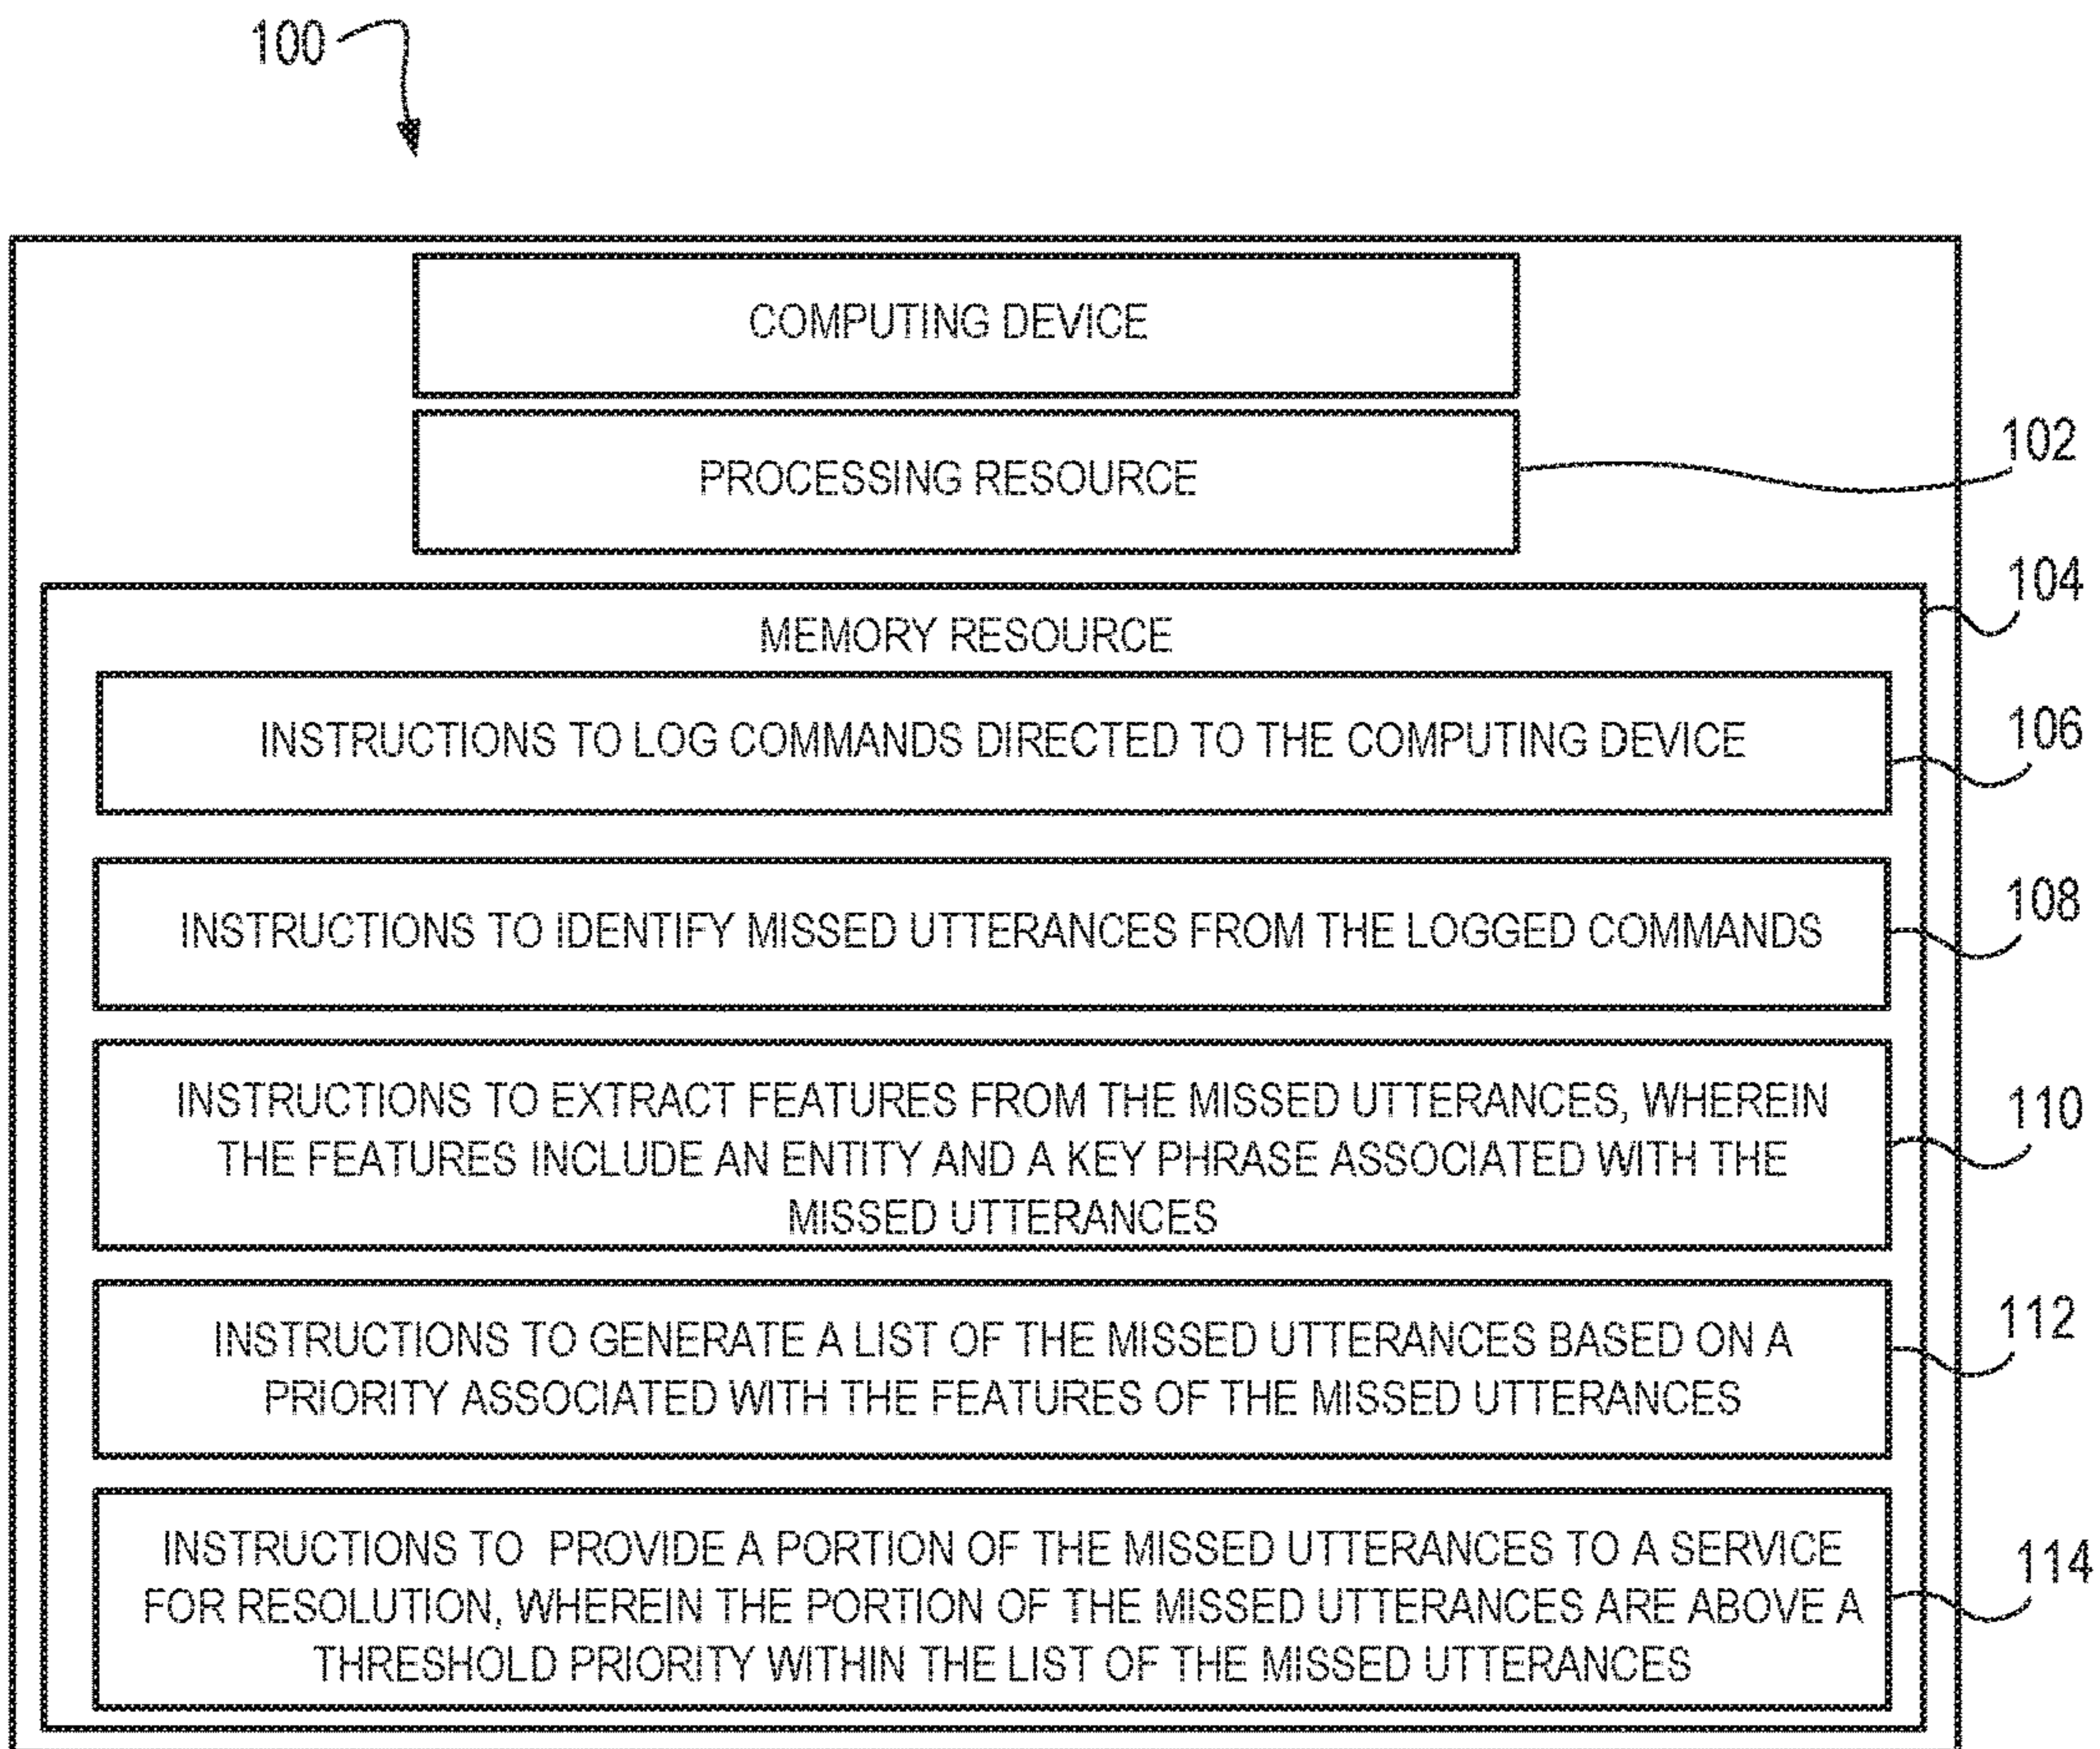 100
COMPUTING DEVICE
PROCESSING RESOURCE
102
104
MEMORY RESOURCE
INSTRUCTIONS TO LOG COMMANDS DIRECTED TO THE COMPUTING DEVICE
106
INSTRUCTIONS TO IDENTIFY MISSED UTTERANCES FROM THE LOGGED COMMANDS
108
INSTRUCTIONS TO EXTRACT FEATURES FROM THE MISSED UTTERANCES, WHEREIN
THE FEATURES INCLUDE AN ENTITY AND A KEY PHRASE ASSOCIATED WITH THE
MISSED UTTERANCES
110
INSTRUCTIONS TO GENERATE A LIST OF THE MISSED UTTERANCES BASED ON A
PRIORITY ASSOCIATED WITH THE FEATURES OF THE MISSED UTTERANCES
112
INSTRUCTIONS TO PROVIDE A PORTION OF THE MISSED UTTERANCES TO A SERVICE
FOR RESOLUTION, WHEREIN THE PORTION OF THE MISSED UTTERANCES ARE ABOVE A
THRESHOLD PRIORITY WITHIN THE LIST OF THE MISSED UTTERANCES
114